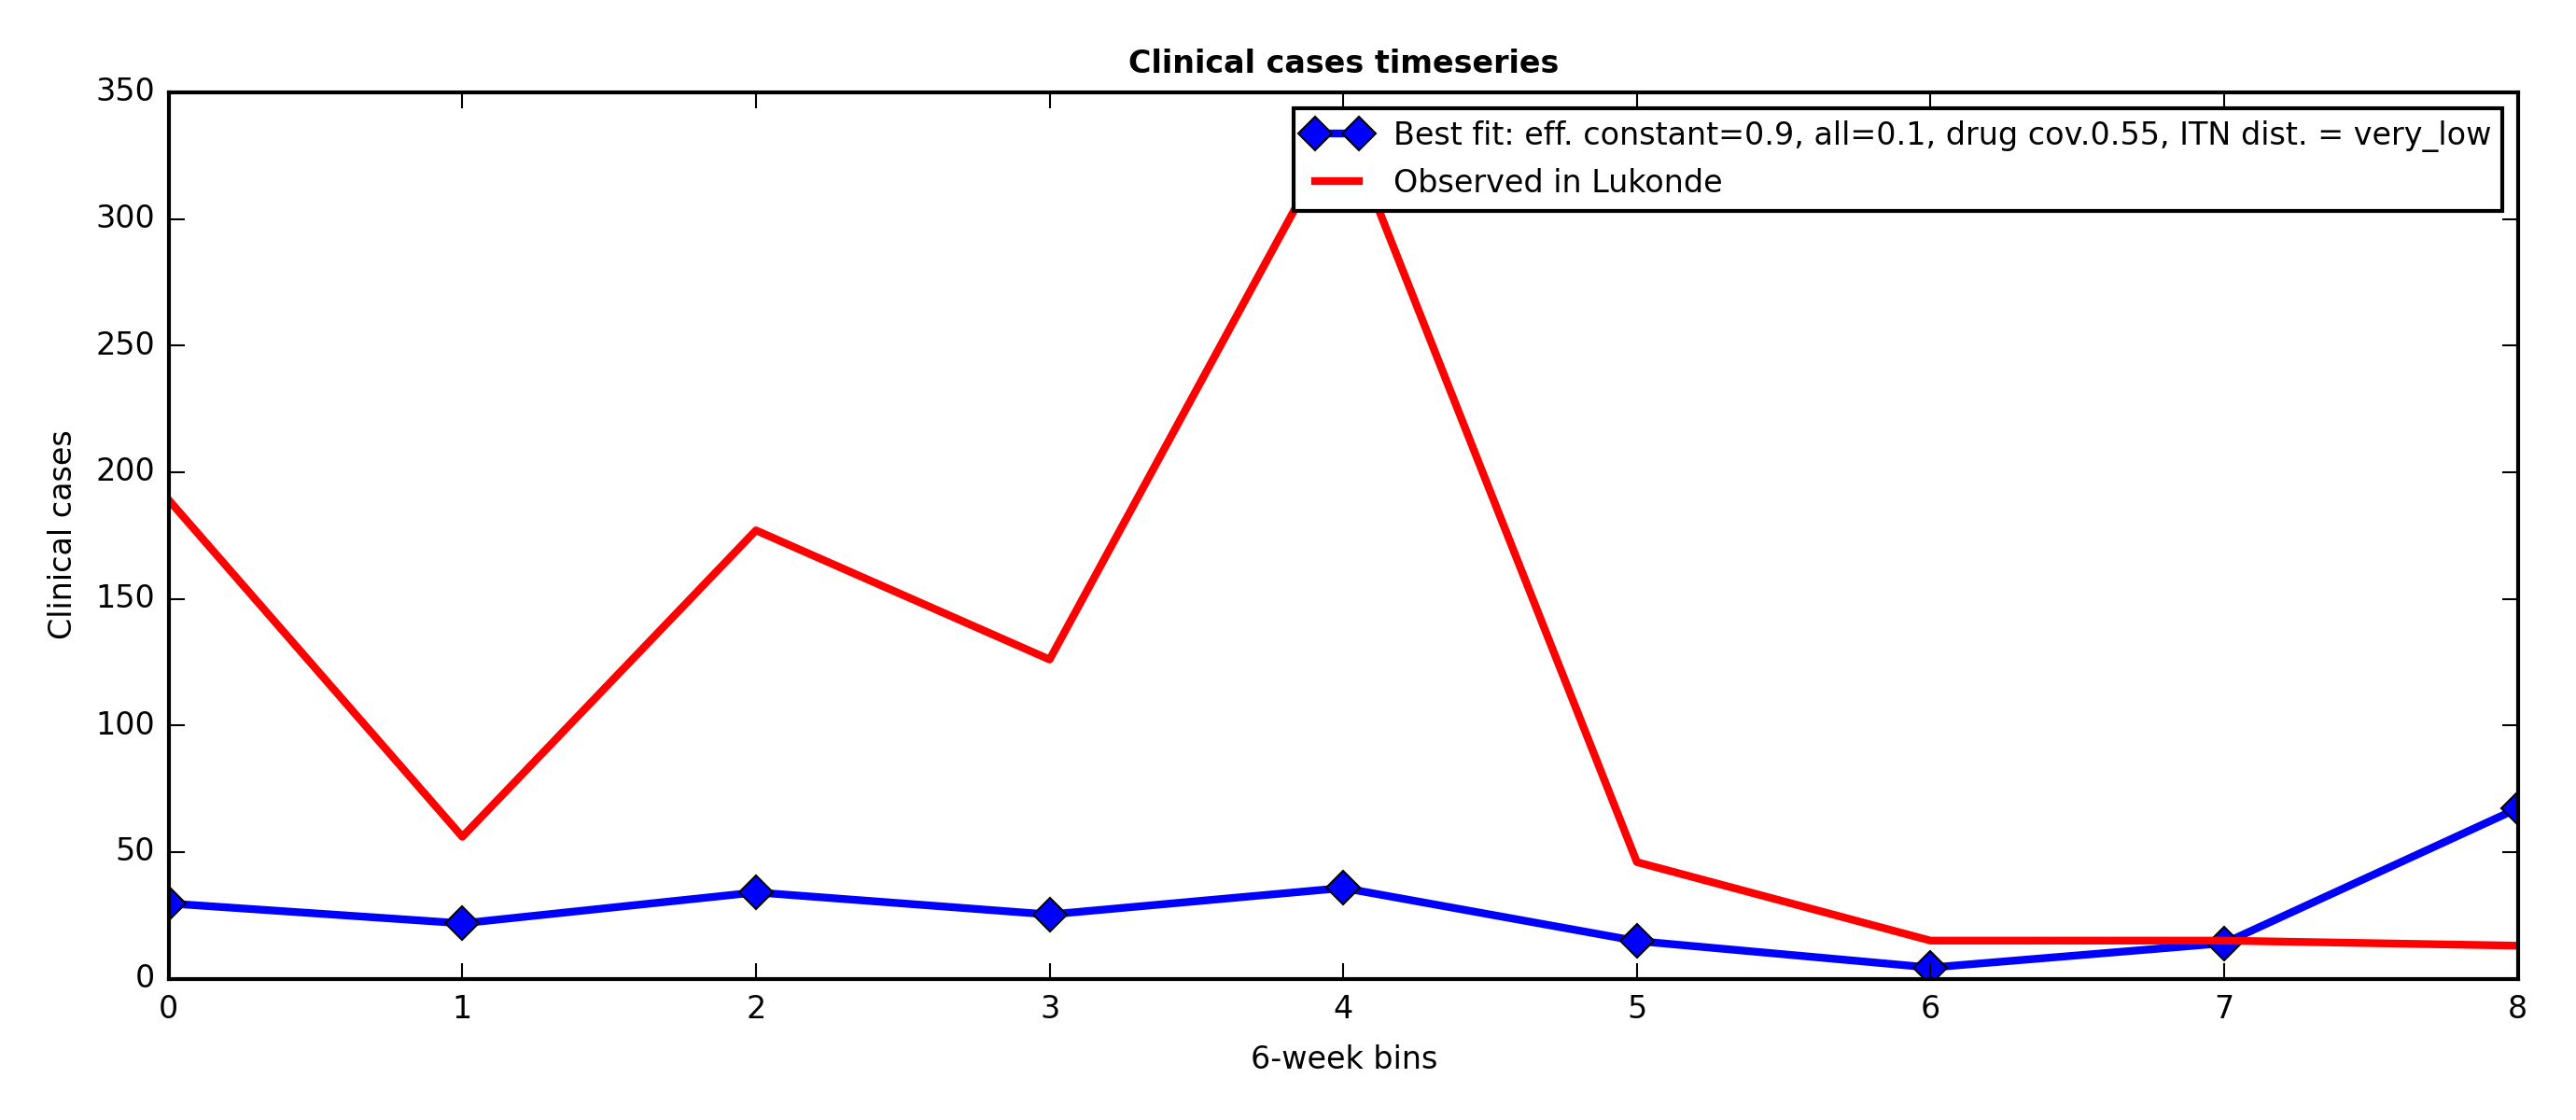 Clinical cases timeseries
350
300
250
200
150
100
50
0
Clinical cases
Best fit: eff. constant=0.9, all=0.1, drug cov.0.55, ITN dist. = very_low
Observed in Lukonde
0 1 2 3 4 5 6 7 8
6-week bins